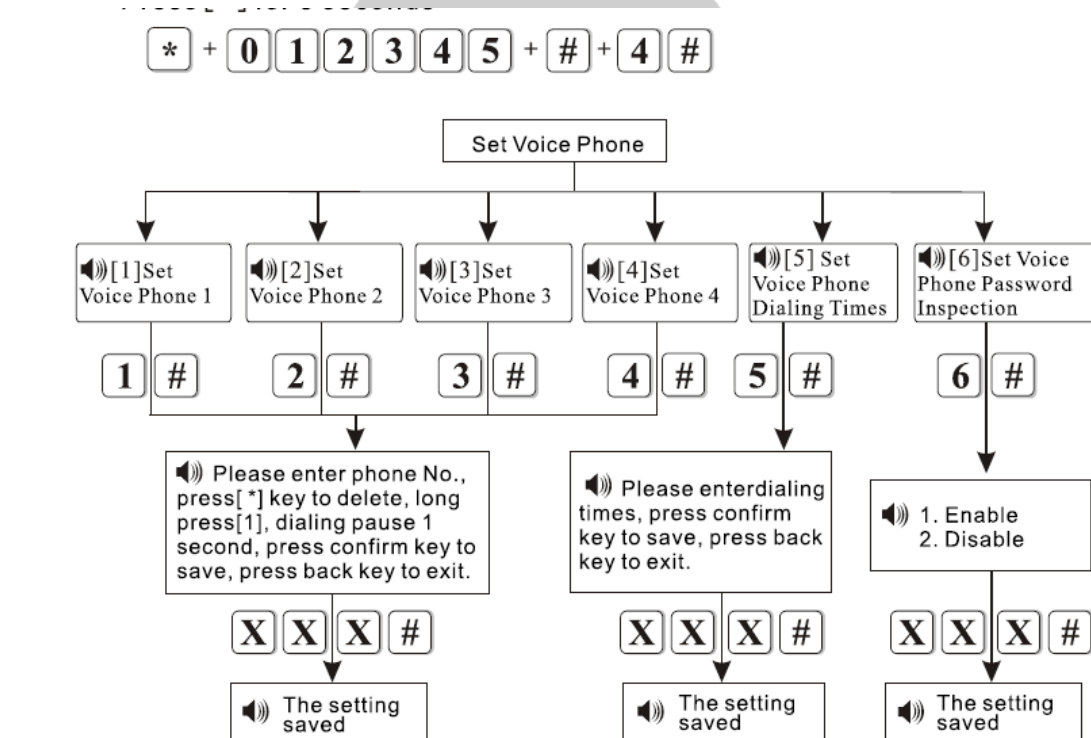 * + 0 1 2 3 4 5 + # + 4 #
Set Voice Phone
[1]Set
Voice Phone 1
[2]Set
Voice Phone 2
[3]Set
Voice Phone 3
[4]Set
Voice Phone 4
[5] Set
Voice Phone
Dialing Times
[6]Set Voice
Phone Password
Inspection
1 #
2 #
3 #
4 #
5 #
6 #
Please enter phone No.,
press[ *] key to delete, long
press[1], dialing pause 1
second, press confirm key to
save, press back key to exit.
Please enterdialing
times, press confirm
key to save, press back
key to exit.
1. Enable
2. Disable
X X X #
X X X #
X X X #
The setting
saved
The setting
saved
The setting
saved